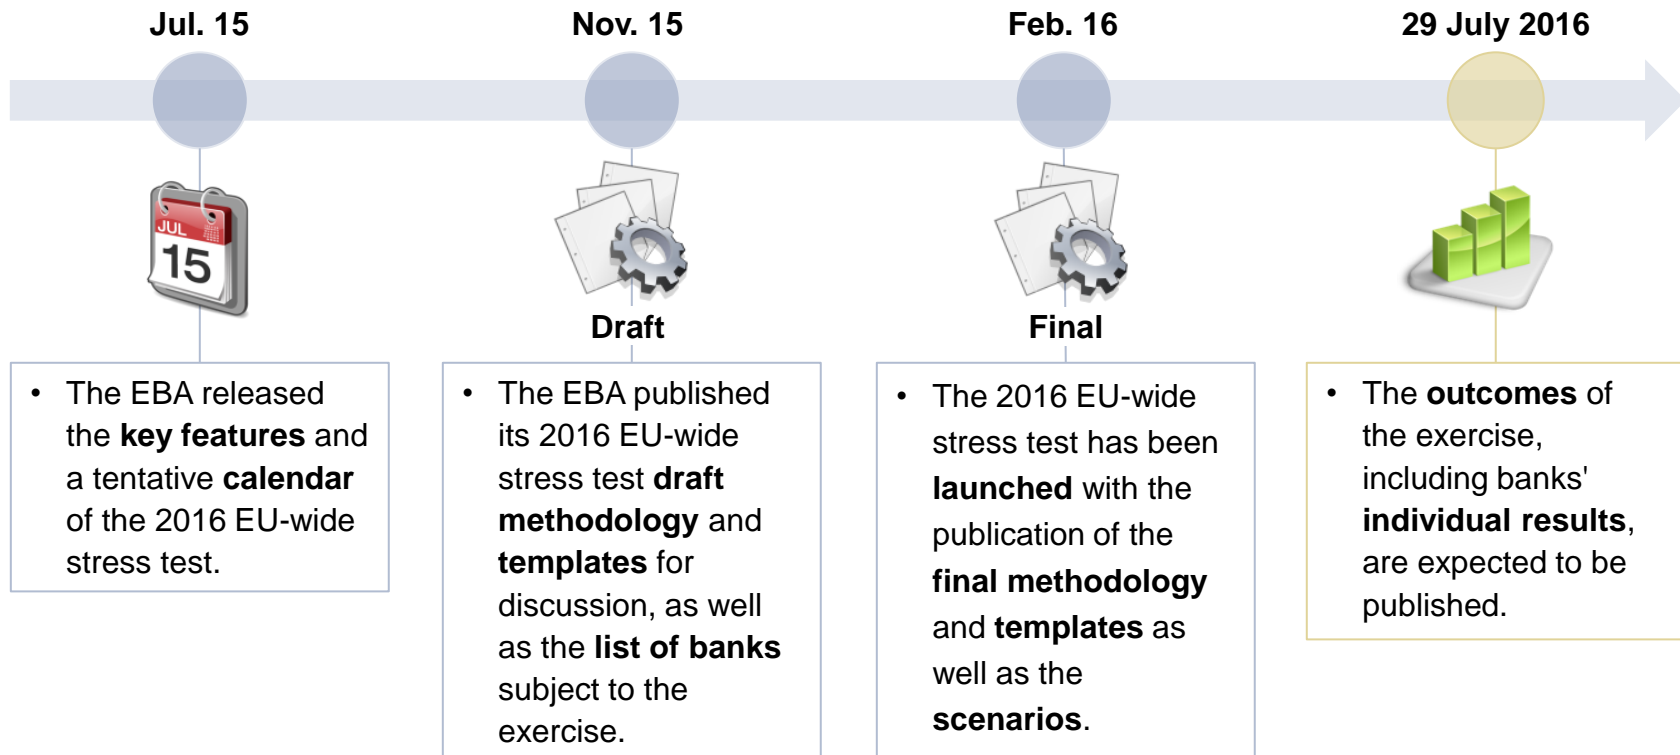 Jul. 15
Nov. 15
Feb. 16
29 July 2016
JUL
15
Draft
Final
• The EBA released
the key features and
a tentative calendar
of the 2016 EU-wide
stress test.
• The EBA published
its 2016 EU-wide
stress test draft
methodology and
templates for
discussion, as well
as the list of banks
subject to the
exercise.
• The 2016 EU-wide
stress test has been
launched with the
publication of the
final methodology
and templates as
well as the
scenarios.
• The outcomes of
the exercise,
including banks'
individual results,
are expected to be
published.